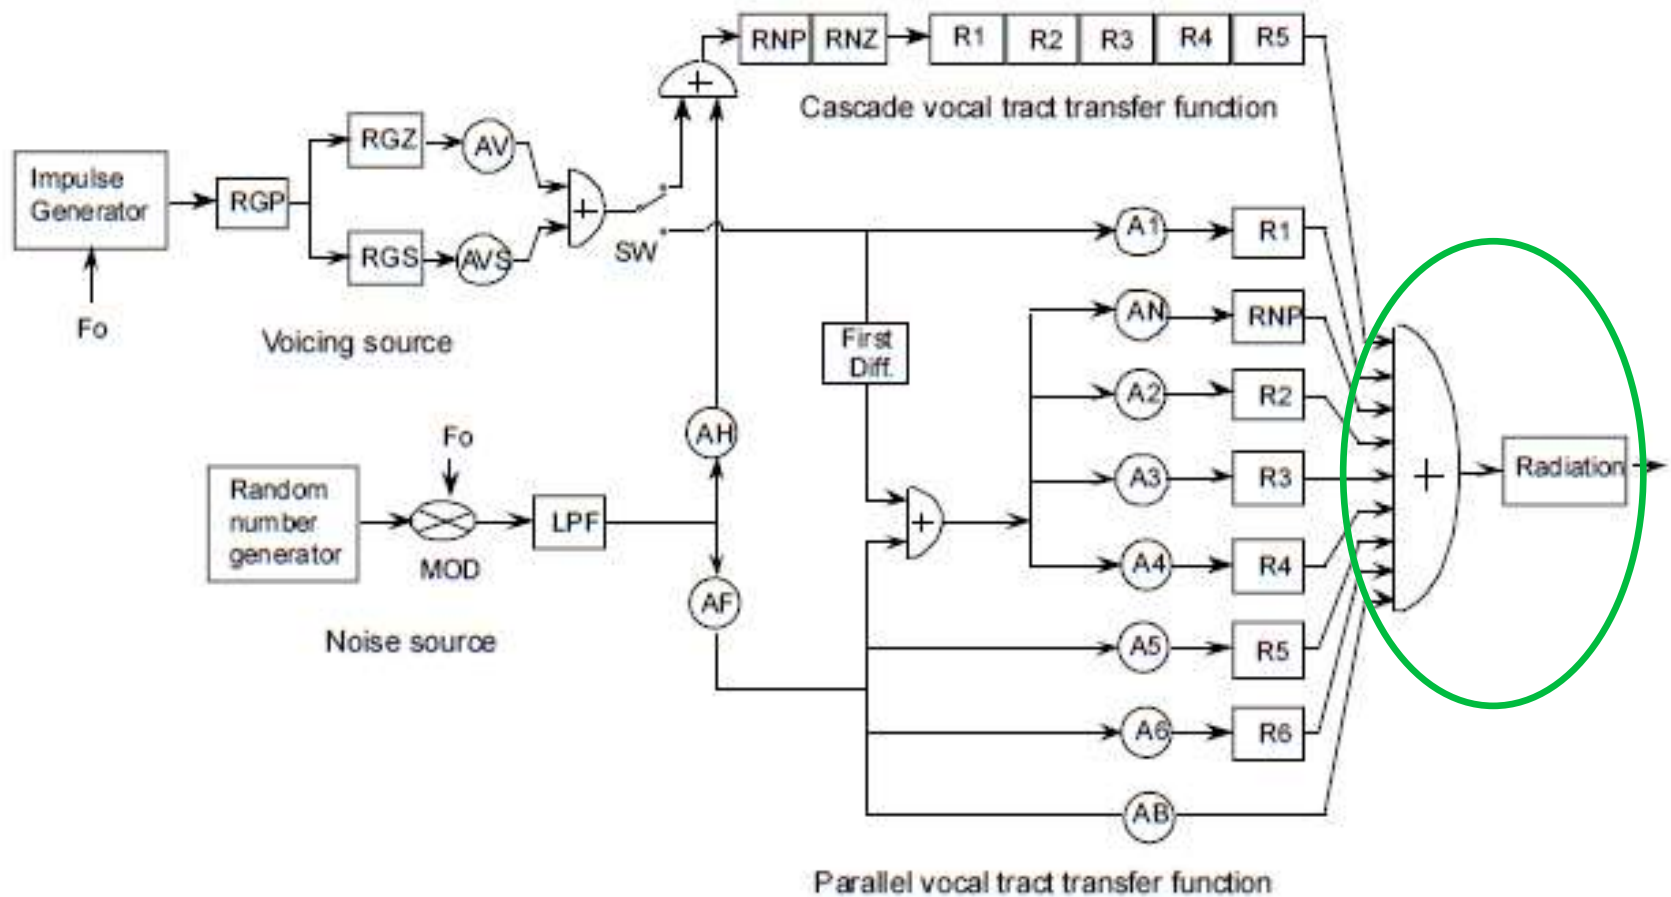 RNP RNZ R1 R2 R3 R4 R5
+
Cascade vocal tract transfer function
Impulse
Generator
RGP
RGZ
AV
RGS
AVS
+
SW
Fo
Voicing source
A1
R1
First
Diff.
AN
RNP
A2
R2
A3
R3
A4
R4
+
AH
Fo
Random
number
generator
MOD
LPF
AF
Noise source
A5
R5
A6
R6
AB
+
Radiation
Parallel vocal tract transfer function